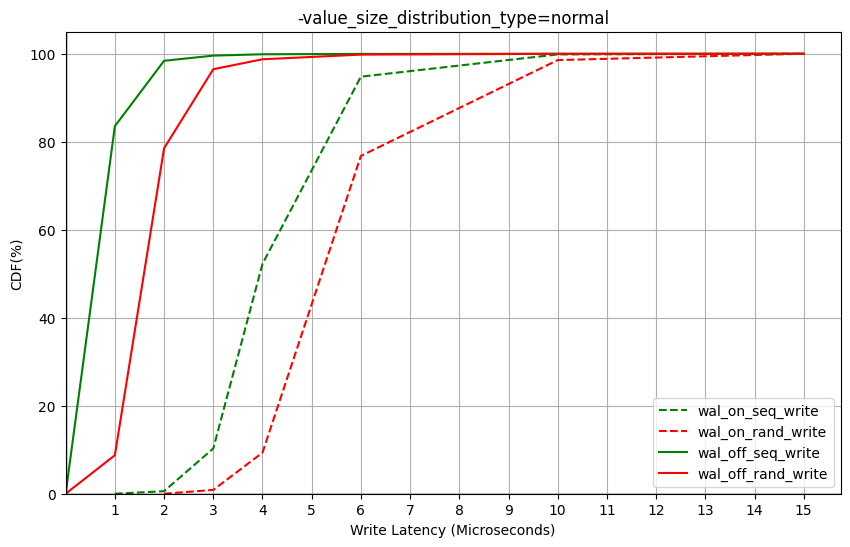 -value_size_distribution_type=normal
CDF(%)
100
80
60
40
20
0
1 2 3 4 5 6 7 8 9 10 11 12 13 14 15
Write Latency (Microseconds)
wal_on_seq_write
wal_on_rand_write
wal_off_seq_write
wal_off_rand_write